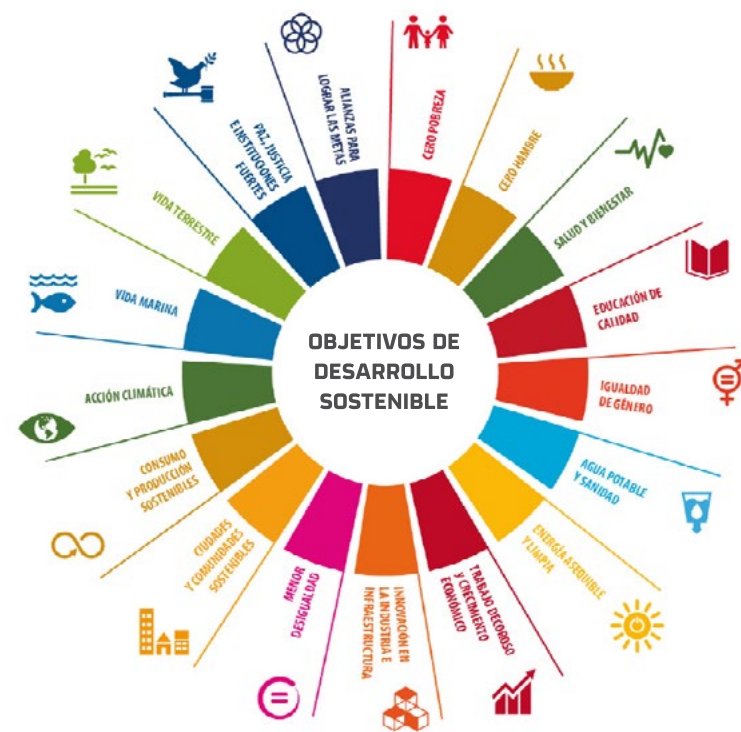 OBJETIVOS DE
DESARROLLO
SOSTENIBLE
CERO POBREZA
CERO HAMBRE
SALUD Y BIENESTAR
EDUCACIÓN DE
CALIDAD
IGUALDAD
DE GÉNERO
AGUA POTABLE
Y SANIDAD
ENERGÍA ASEQUIBLE
Y LIMPIA
TRABAJO DECOROSO
y CRECIMIENTO
ECONÓMICO
INNOVACIÓN EN
LA INDUSTRIA E
INFRAESTRUCTURA
MENOR
DESIGUALDAD
CIUDADES
Y COMUNIDADES
SOSTENIBLES
CONSUMO
Y PRODUCCIÓN
SOSTENIBLES
ACCIÓN CLIMÁTICA
VIDA MARINA
VIDA TERRESTRE
PAZ, JUSTICIA
E INSTITUCIONES
FUERTES
ALIANZAS PARA
LOGRAR LAS METAS